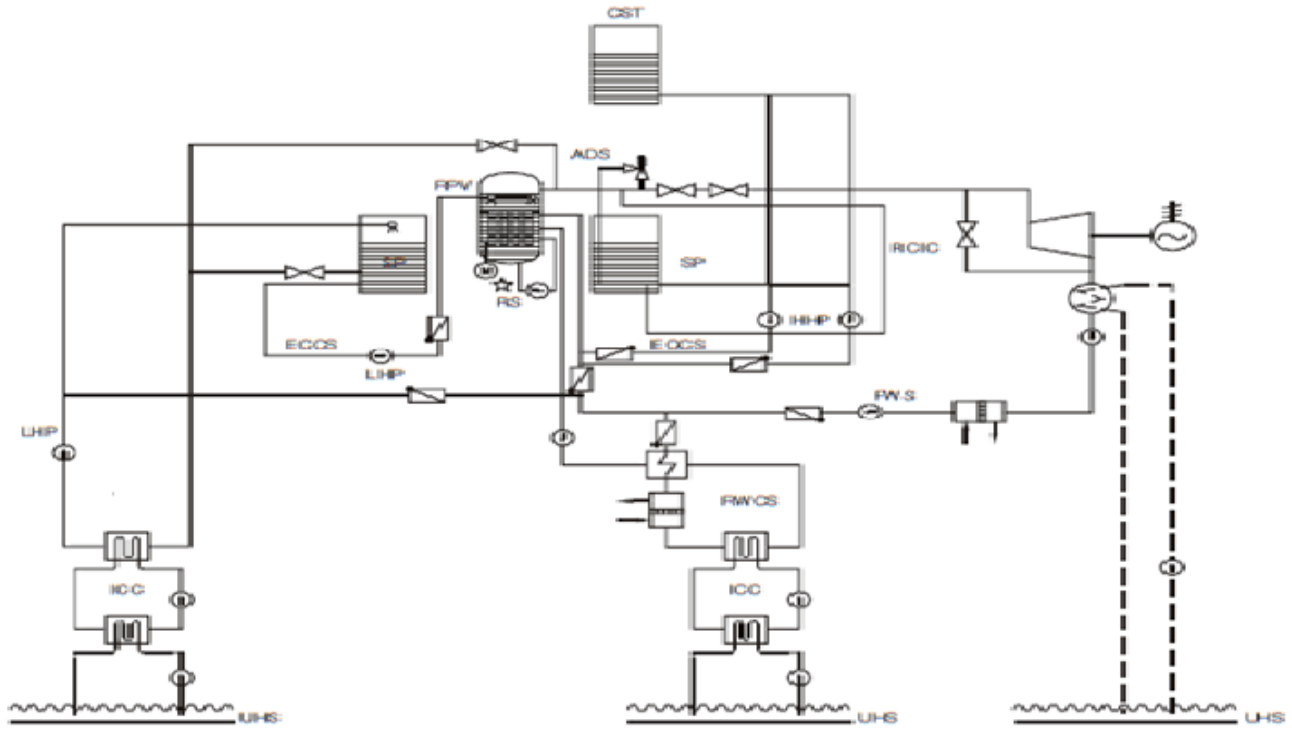 CST
ADS
RPV
SP
SP
RCIC
RS
ECCS
LHP
ECCS
HHP
FWS
LHP
RWCS
ICC
ICC
UHS
UHS
UHS